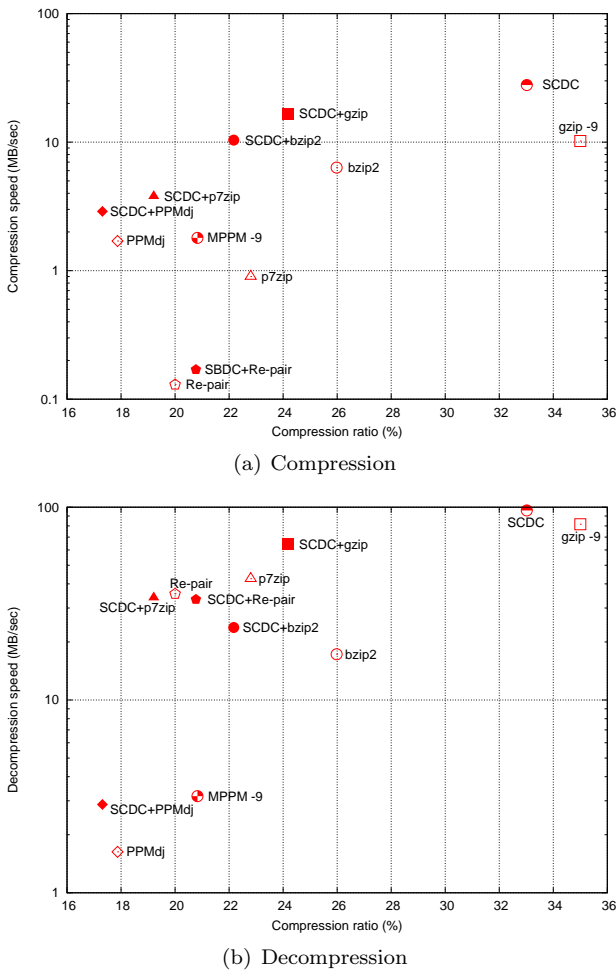 100
SCDC
SCDC+gzip
gzip -9
10
SCDC+bzip2
bzip2
SCDC+p7zip
SCDC+PPMdj
PPMdj
MPPM -9
1
p7zip
SBDC+Re-pair
Re-pair
0.1
16 18 20 22 24 26 28 30 32 34 36
Compression speed (MB/sec)
Compression ratio (%)
(a) Compression
100
SCDC
gzip -9
SCDC+gzip
p7zip
Re-pair
SCDC+p7zip
SCDC+Re-pair
SCDC+bzip2
bzip2
10
MPPM -9
SCDC+PPMdj
PPMdj
1
16 18 20 22 24 26 28 30 32 34 36
Decompression speed (MB/sec)
Compression ratio (%)
(b) Decompression